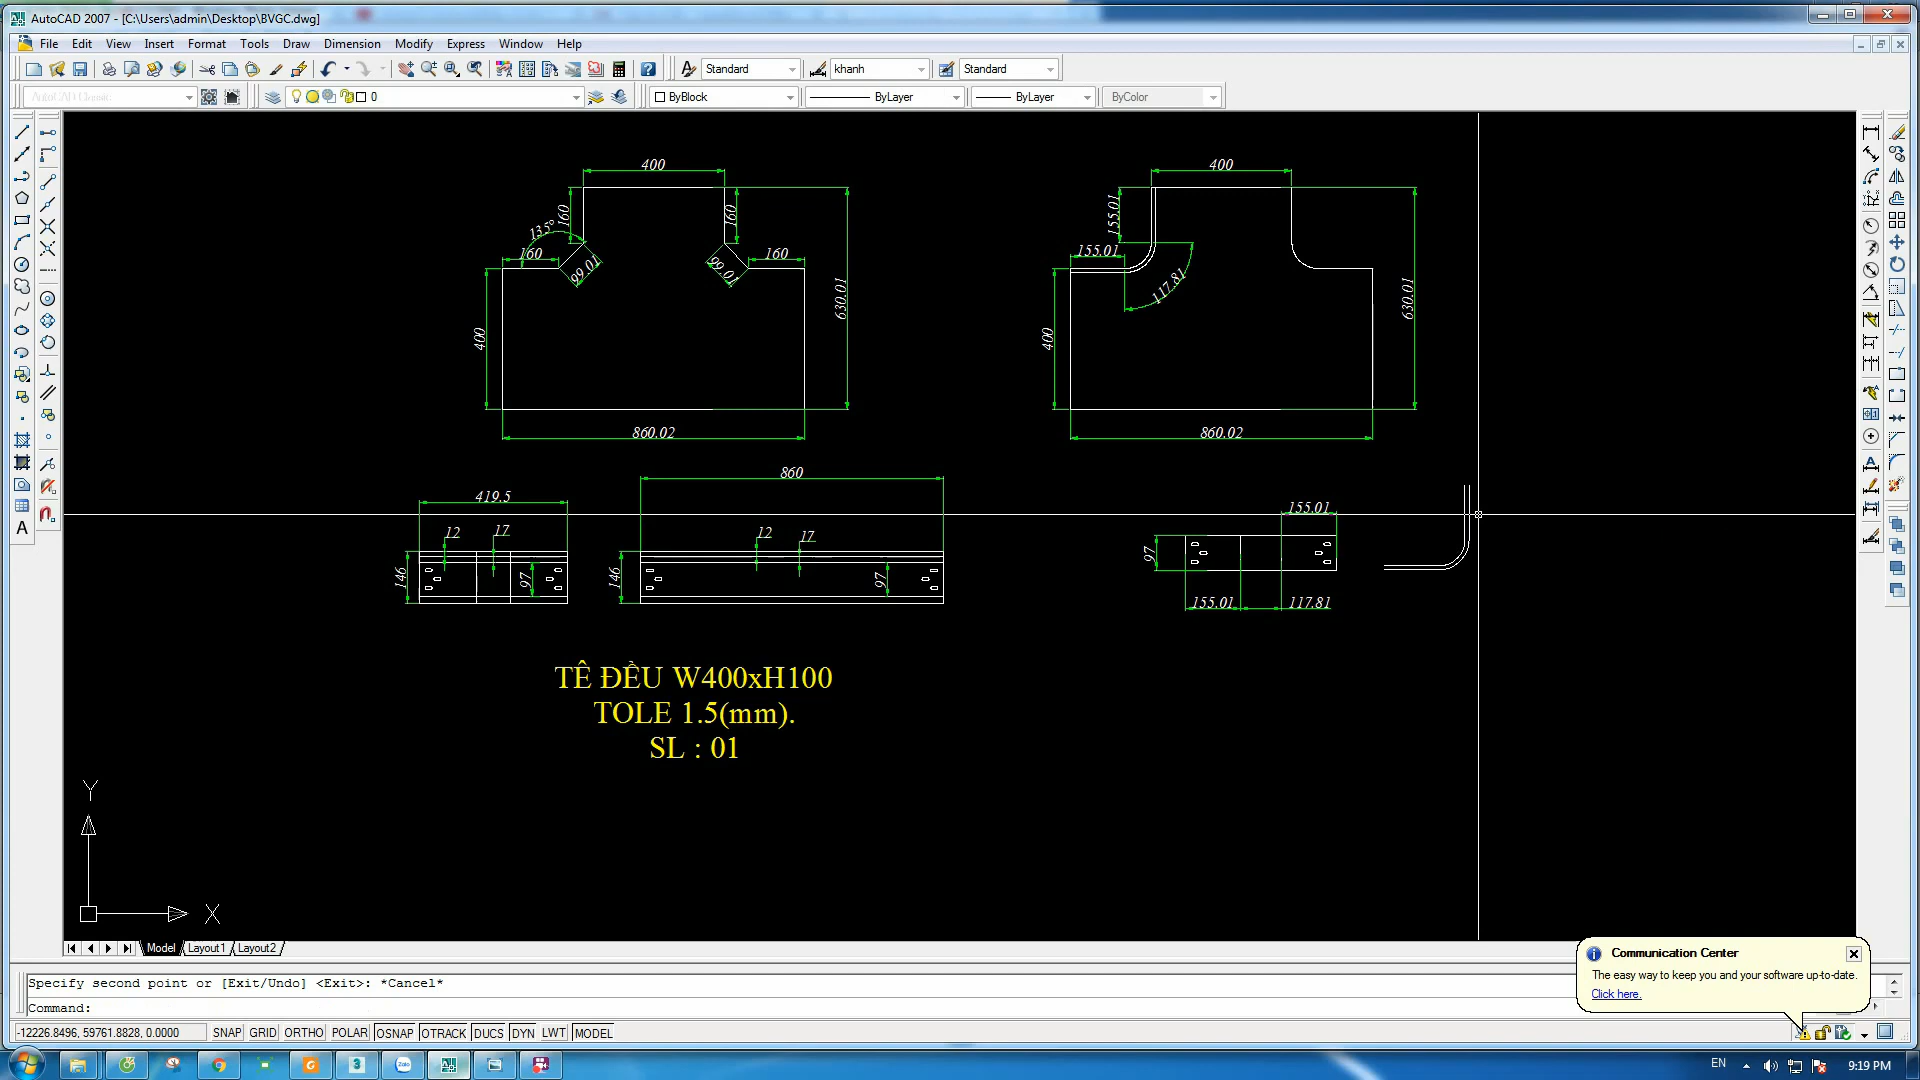 AutoCAD 2007 - [C:\Users\admin\Desktop\BVGC.dwg]
File Edit View Insert Format Tools Draw Dimension Modify Express Window Help
Standard khanh Standard
AutoCAD Classic 0 ByBlock ByLayer ByLayer ByColor
400 400
160 160 155.01
135°
160 160 155.01
99.01 99.01 117.81
630.01 630.01
400 400
860.02 860.02
860
419.5 155.01
12 17 12 17
146 97 146 97 97
155.01 117.81
TÊ ĐỀU W400xH100
TOLE 1.5(mm).
SL : 01
Y
X
Model Layout1 Layout2
Communication Center
The easy way to keep you and your software up-to-date.
Click here.
Specify second point or [Exit/Undo] <Exit>: *Cancel*
Command:
-12226.8496, 59761.8828, 0.0000 SNAP GRID ORTHO POLAR OSNAP OTRACK DUCS DYN LWT MODEL
EN 9:19 PM